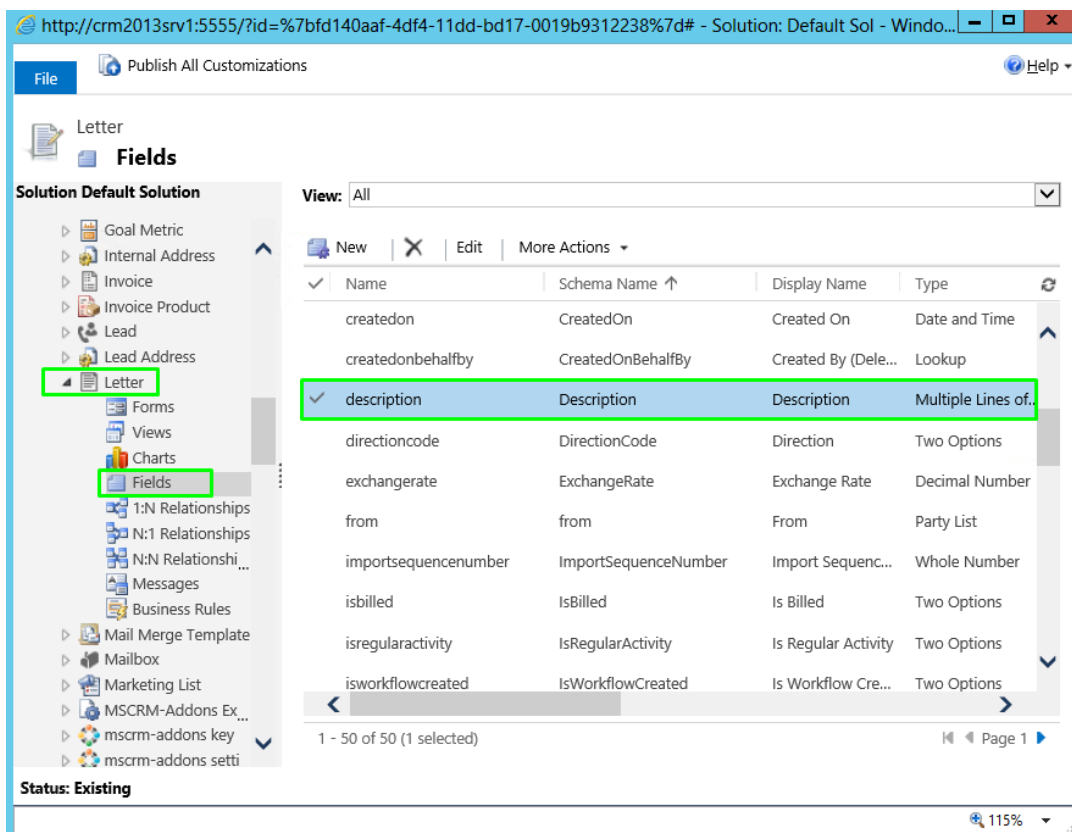 http://crm2013srv1:5555/?id=%7bfd140aaf-4df4-11dd-bd17-0019b9312238%7d# - Solution: Default Sol - Windo...
File
Publish All Customizations
Help
Letter
Fields
Solution Default Solution
View: All
Goal Metric
Internal Address
Invoice
Invoice Product
Lead
Lead Address
Letter
Forms
Views
Charts
Fields
1:N Relationships
N:1 Relationships
N:N Relationshi...
Messages
Business Rules
Mail Merge Template
Mailbox
Marketing List
MSCRM-Addons Ex...
mscrm-addons key
mscrm-addons setti
New | Edit | More Actions
Name Schema Name Display Name Type
createdon CreatedOn Created On Date and Time
createdonbehalfby CreatedOnBehalfBy Created By (Dele... Lookup
description Description Description Multiple Lines of..
directioncode DirectionCode Direction Two Options
exchangerate ExchangeRate Exchange Rate Decimal Number
from from From Party List
importsequencenumber ImportSequenceNumber Import Sequenc... Whole Number
isbilled IsBilled Is Billed Two Options
isregularactivity IsRegularActivity Is Regular Activity Two Options
isworkflowcreated IsWorkflowCreated Is Workflow Cre... Two Options
1 - 50 of 50 (1 selected) Page 1
Status: Existing
115%